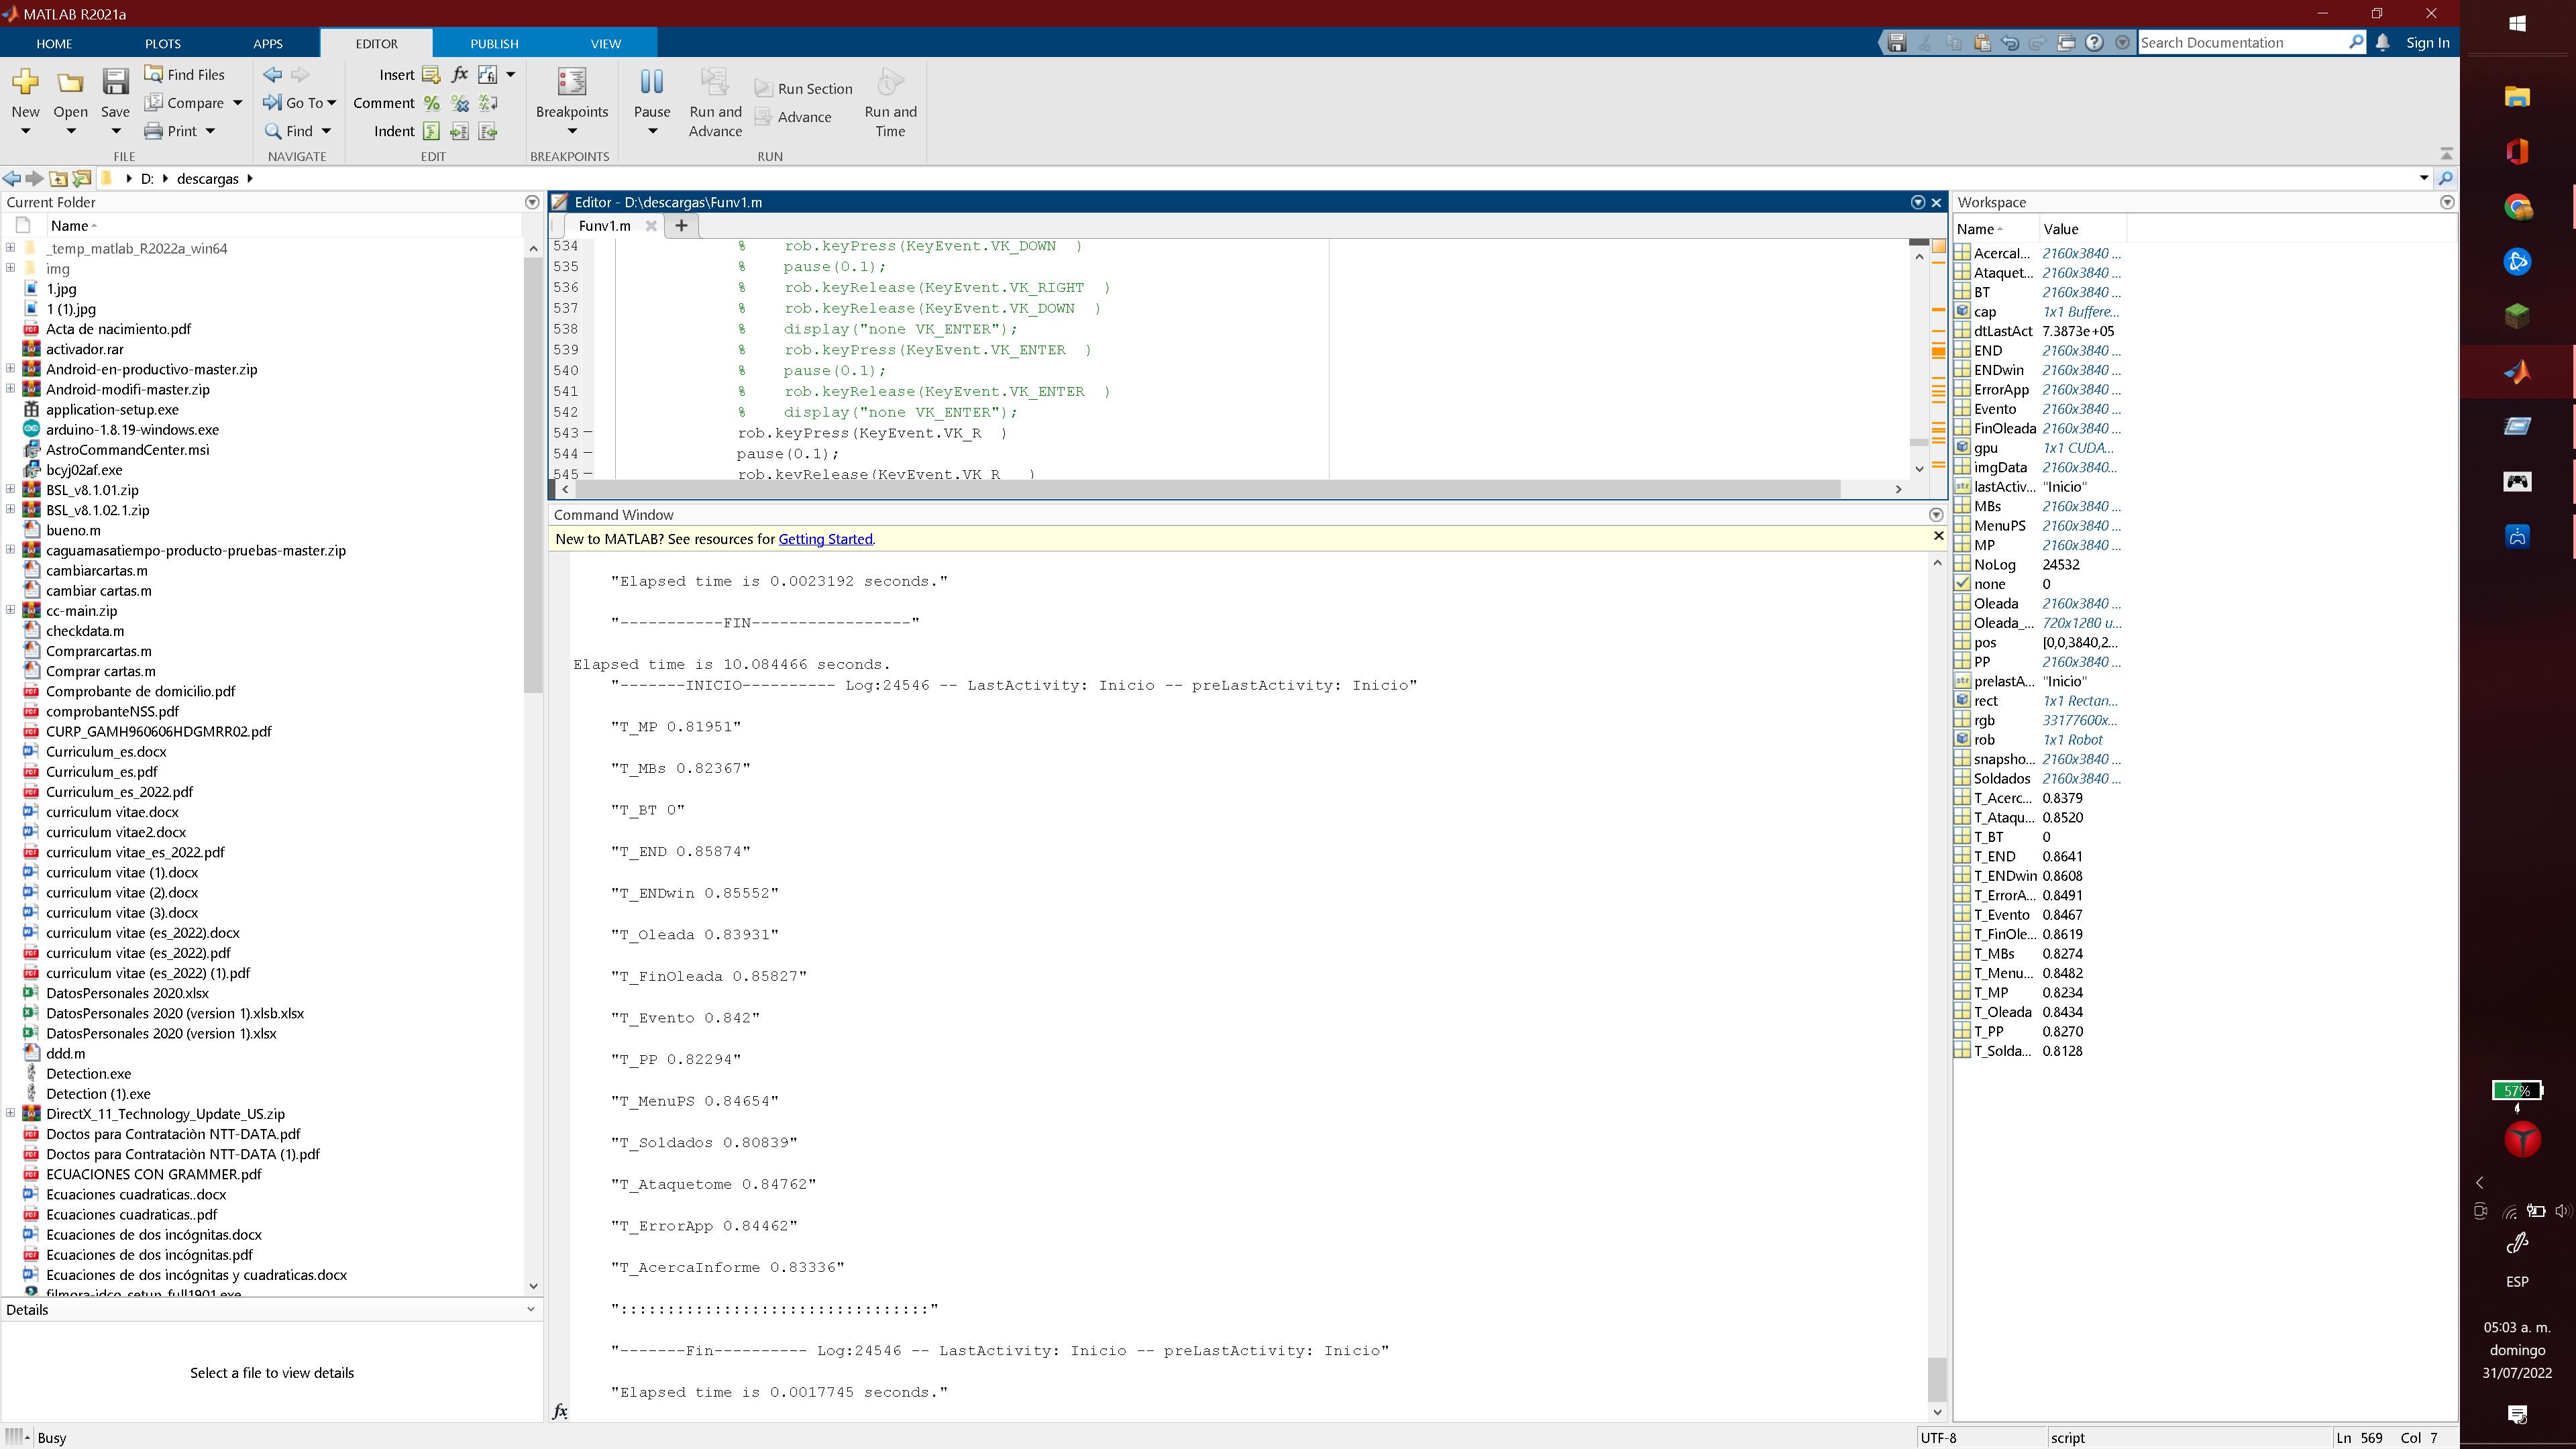 MATLAB R2021a
HOME PLOTS APPS EDITOR PUBLISH VIEW
Search Documentation
Sign In
New Open Save
Find Files
Compare
Print
Go To
Find
Insert
Comment
Indent
Breakpoints
Pause
Run and Advance
Run Section
Advance
Run and Time
FILE NAVIGATE EDIT BREAKPOINTS RUN
D: descargas
Current Folder
Name
_temp_matlab_R2022a_win64
img
1.jpg
1 (1).jpg
Acta de nacimiento.pdf
activador.rar
Android-en-productivo-master.zip
Android-modifi-master.zip
application-setup.exe
arduino-1.8.19-windows.exe
AstroCommandCenter.msi
bcyj02af.exe
BSL_v8.1.01.zip
BSL_v8.1.02.1.zip
bueno.m
caguamasatiempo-producto-pruebas-master.zip
cambiarcartas.m
cambiar cartas.m
cc-main.zip
checkdata.m
Comprarcartas.m
Comprar cartas.m
Comprobante de domicilio.pdf
comprobanteNSS.pdf
CURP_GAMH960606HDGMRR02.pdf
Curriculum_es.docx
Curriculum_es.pdf
Curriculum_es_2022.pdf
curriculum vitae.docx
curriculum vitae2.docx
curriculum vitae_es_2022.pdf
curriculum vitae (1).docx
curriculum vitae (2).docx
curriculum vitae (3).docx
curriculum vitae (es_2022).docx
curriculum vitae (es_2022).pdf
curriculum vitae (es_2022) (1).pdf
DatosPersonales 2020.xlsx
DatosPersonales 2020 (version 1).xlsb.xlsx
DatosPersonales 2020 (version 1).xlsx
ddd.m
Detection.exe
Detection (1).exe
DirectX_11_Technology_Update_US.zip
Doctos para Contrataciòn NTT-DATA.pdf
Doctos para Contrataciòn NTT-DATA (1).pdf
ECUACIONES CON GRAMMER.pdf
Ecuaciones cuadraticas..docx
Ecuaciones cuadraticas..pdf
Ecuaciones de dos incógnitas.docx
Ecuaciones de dos incógnitas.pdf
Ecuaciones de dos incógnitas y cuadraticas.docx
filmora-idco_setup_full1901.exe
Details
Select a file to view details
Busy
Editor - D:\descargas\Funv1.m
Funv1.m
534 % rob.keyPress(KeyEvent.VK_DOWN )
535 % pause(0.1);
536 % rob.keyRelease(KeyEvent.VK_RIGHT )
537 % rob.keyRelease(KeyEvent.VK_DOWN )
538 % display("none VK_ENTER");
539 % rob.keyPress(KeyEvent.VK_ENTER )
540 % pause(0.1);
541 % rob.keyRelease(KeyEvent.VK_ENTER )
542 % display("none VK_ENTER");
543 – rob.keyPress(KeyEvent.VK_R )
544 – pause(0.1);
545 – rob.keyRelease(KeyEvent.VK_R )
Command Window
New to MATLAB? See resources for Getting Started.
"Elapsed time is 0.0023192 seconds."
"-----------FIN-----------------"
Elapsed time is 10.084466 seconds.
"-------INICIO---------- Log:24546 -- LastActivity: Inicio -- preLastActivity: Inicio"
"T_MP 0.81951"
"T_MBs 0.82367"
"T_BT 0"
"T_END 0.85874"
"T_ENDwin 0.85552"
"T_Oleada 0.83931"
"T_FinOleada 0.85827"
"T_Evento 0.842"
"T_PP 0.82294"
"T_MenuPS 0.84654"
"T_Soldados 0.80839"
"T_Ataquetome 0.84762"
"T_ErrorApp 0.84462"
"T_AcercaInforme 0.83336"
":::::::::::::::::::::::::::::::::"
"-------Fin---------- Log:24546 -- LastActivity: Inicio -- preLastActivity: Inicio"
"Elapsed time is 0.0017745 seconds."
fx
Workspace
Name Value
AcercaI... 2160x3840 ...
Ataquet... 2160x3840 ...
BT 2160x3840 ...
cap 1x1 Buffere...
dtLastAct 7.3873e+05
END 2160x3840 ...
ENDwin 2160x3840 ...
ErrorApp 2160x3840 ...
Evento 2160x3840 ...
FinOleada 2160x3840 ...
gpu 1x1 CUDA...
imgData 2160x3840...
lastActiv... "Inicio"
MBs 2160x3840 ...
MenuPS 2160x3840 ...
MP 2160x3840 ...
NoLog 24532
none 0
Oleada 2160x3840 ...
Oleada_... 720x1280 u...
pos [0,0,3840,2...
PP 2160x3840 ...
prelastA... "Inicio"
rect 1x1 Rectan...
rgb 33177600x...
rob 1x1 Robot
snapsho... 2160x3840 ...
Soldados 2160x3840 ...
T_Acerc... 0.8379
T_Ataqu... 0.8520
T_BT 0
T_END 0.8641
T_ENDwin 0.8608
T_ErrorA... 0.8491
T_Evento 0.8467
T_FinOle... 0.8619
T_MBs 0.8274
T_Menu... 0.8482
T_MP 0.8234
T_Oleada 0.8434
T_PP 0.8270
T_Solda... 0.8128
UTF-8 script Ln 569 Col 7
57%
ESP
05:03 a. m.
domingo
31/07/2022